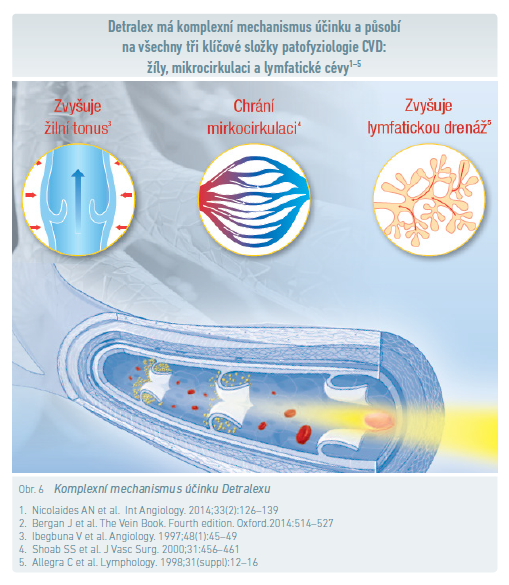 Detralex má komplexní mechanismus účinku a působí
na všechny tři klíčové složky patofyziologie CVD:
žíly, mikrocirkulaci a lymfatické cévy1–5
Zvyšuje
žilní tonus3
Chrání
mirkocirkulaci4
Zvyšuje
lymfatickou drenáž5
Obr. 6 Komplexní mechanismus účinku Detralexu
1. Nicolaides AN et al. Int Angiology. 2014;33(2):126–139
2. Bergan J et al. The Vein Book. Fourth edition. Oxford.2014:514–527
3. Ibegbuna V et al. Angiology. 1997;48(1):45–49
4. Shoab SS et al. J Vasc Surg. 2000;31:456–461
5. Allegra C et al. Lymphology. 1998;31(suppl):12–16